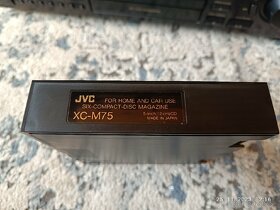 JVC
FOR HOME AND CAR USE
SIX-COMPACT-DISC MAGAZINE
XC-M75
MADE IN JAPAN